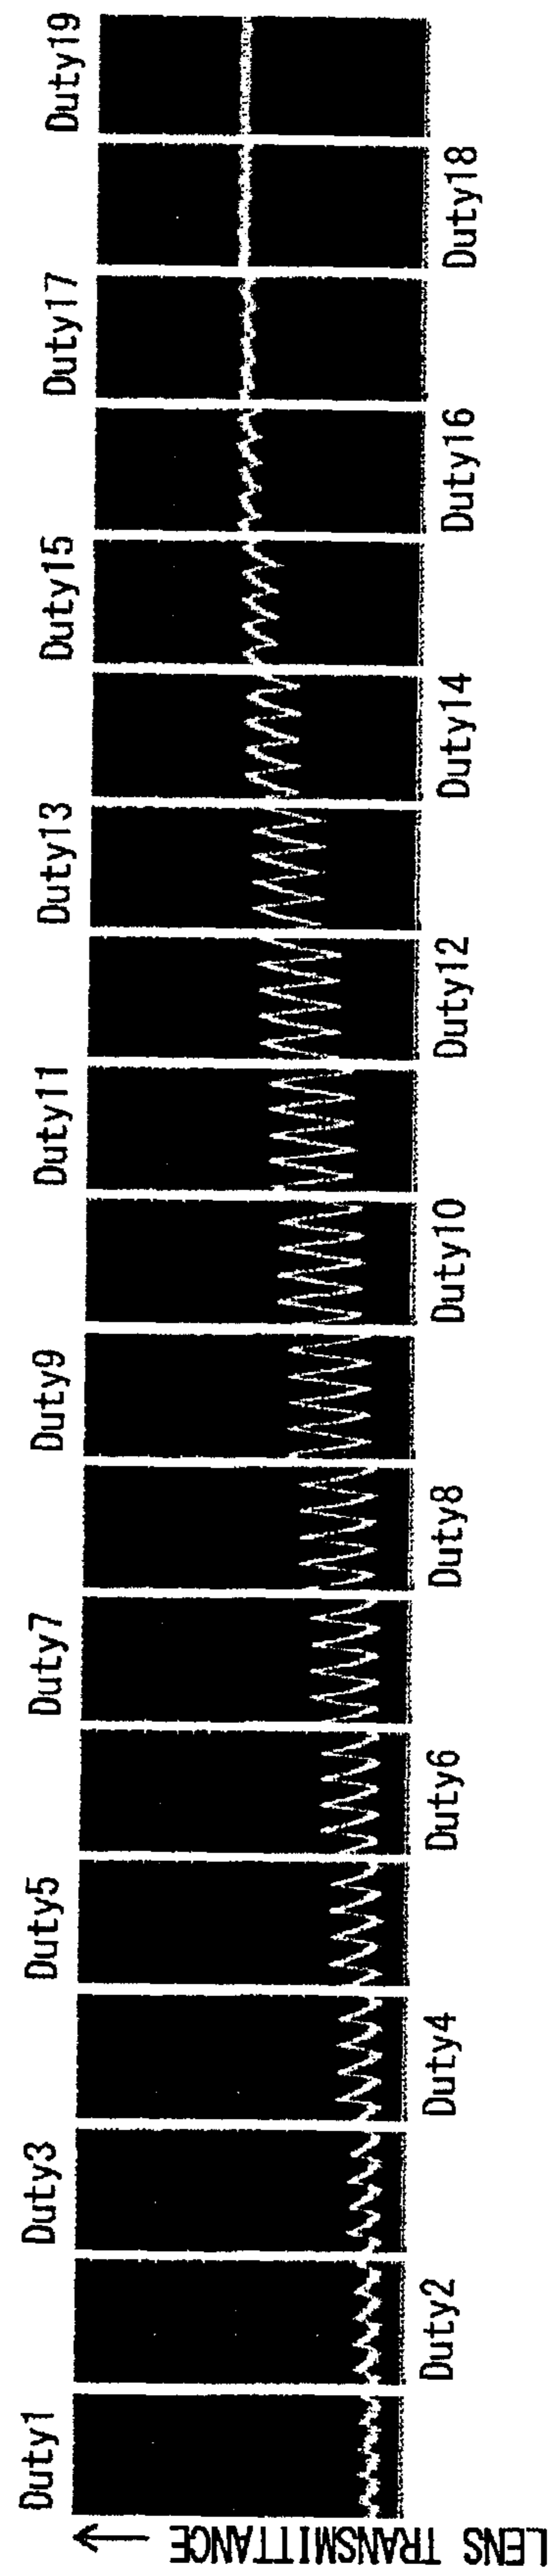 LENS TRANSMITTANCE
Duty1
Duty2
Duty3
Duty4
Duty5
Duty6
Duty7
Duty8
Duty9
Duty10
Duty11
Duty12
Duty13
Duty14
Duty15
Duty16
Duty17
Duty18
Duty19